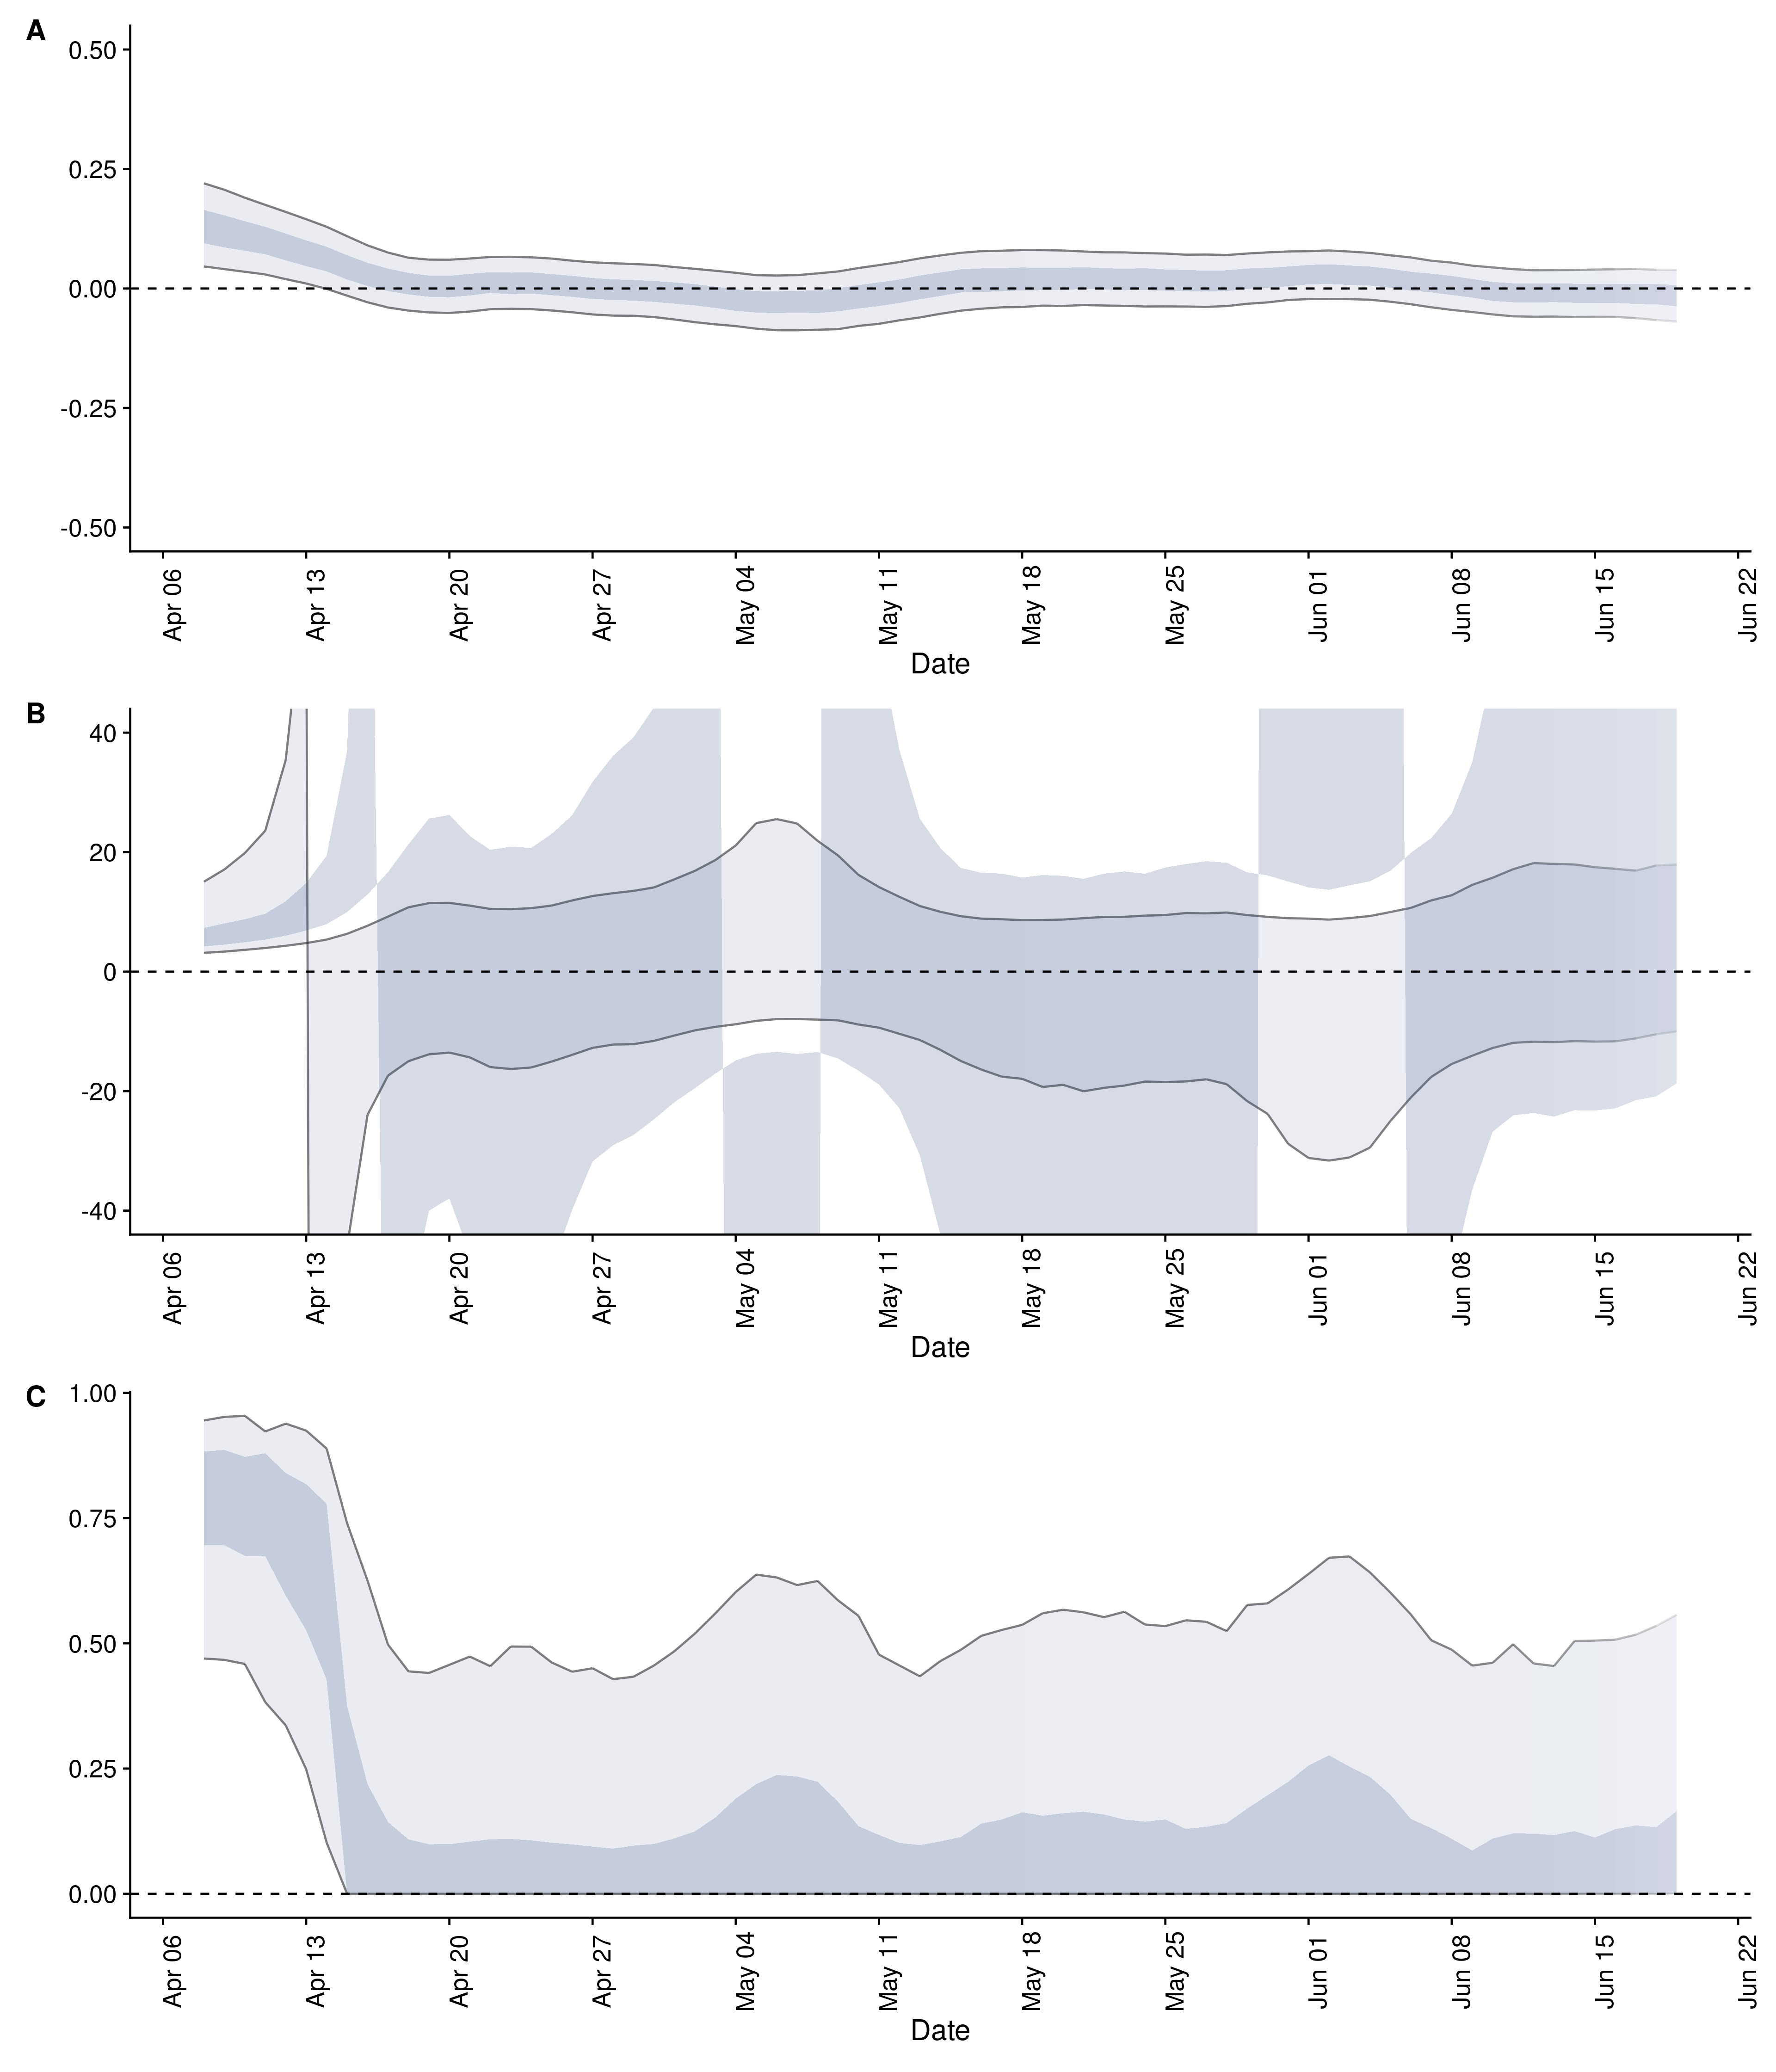 A
0.50
0.25
0.00
-0.25
-0.50
Apr 06
Apr 13
Apr 20
Apr 27
May 04
May 11
May 18
May 25
Jun 01
Jun 08
Jun 15
Jun 22
Date
B
40
20
0
-20
-40
Apr 06
Apr 13
Apr 20
Apr 27
May 04
May 11
May 18
May 25
Jun 01
Jun 08
Jun 15
Jun 22
Date
C
1.00
0.75
0.50
0.25
0.00
Apr 06
Apr 13
Apr 20
Apr 27
May 04
May 11
May 18
May 25
Jun 01
Jun 08
Jun 15
Jun 22
Date